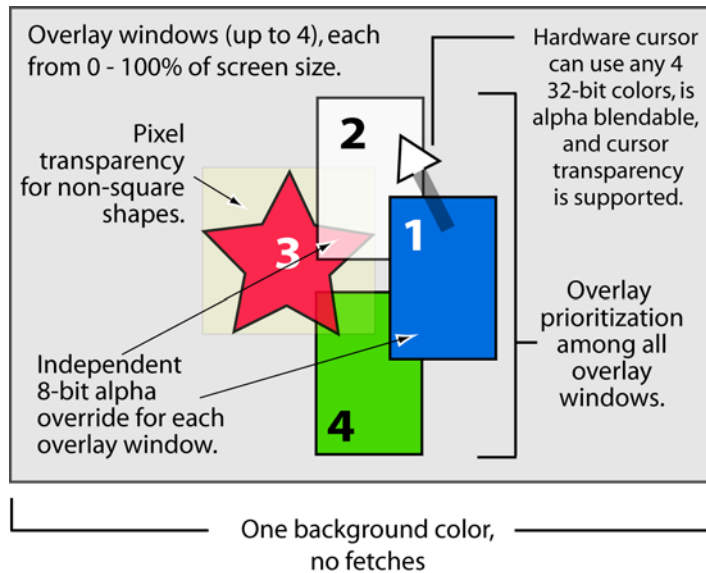 Overlay windows (up to 4), each
from 0 - 100% of screen size.
Hardware cursor
can use any 4
32-bit colors, is
alpha blendable,
and cursor
transparency
is supported.
Pixel
transparency
for non-square
shapes.
2
1
3
Overlay
prioritization
among all
overlay
windows.
Independent
8-bit alpha
override for each
overlay window.
4
One background color,
no fetches